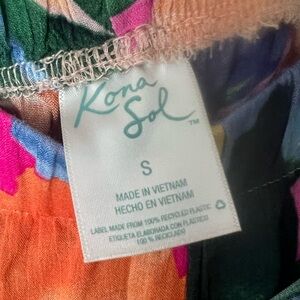 Kona
Sol™
S
MADE IN VIETNAM
HECHO EN VIETNAM
LABEL MADE FROM 100% RECYCLED PLASTIC
ETIQUETA ELABORADA CON PLÁSTICO
100 % RECICLADO